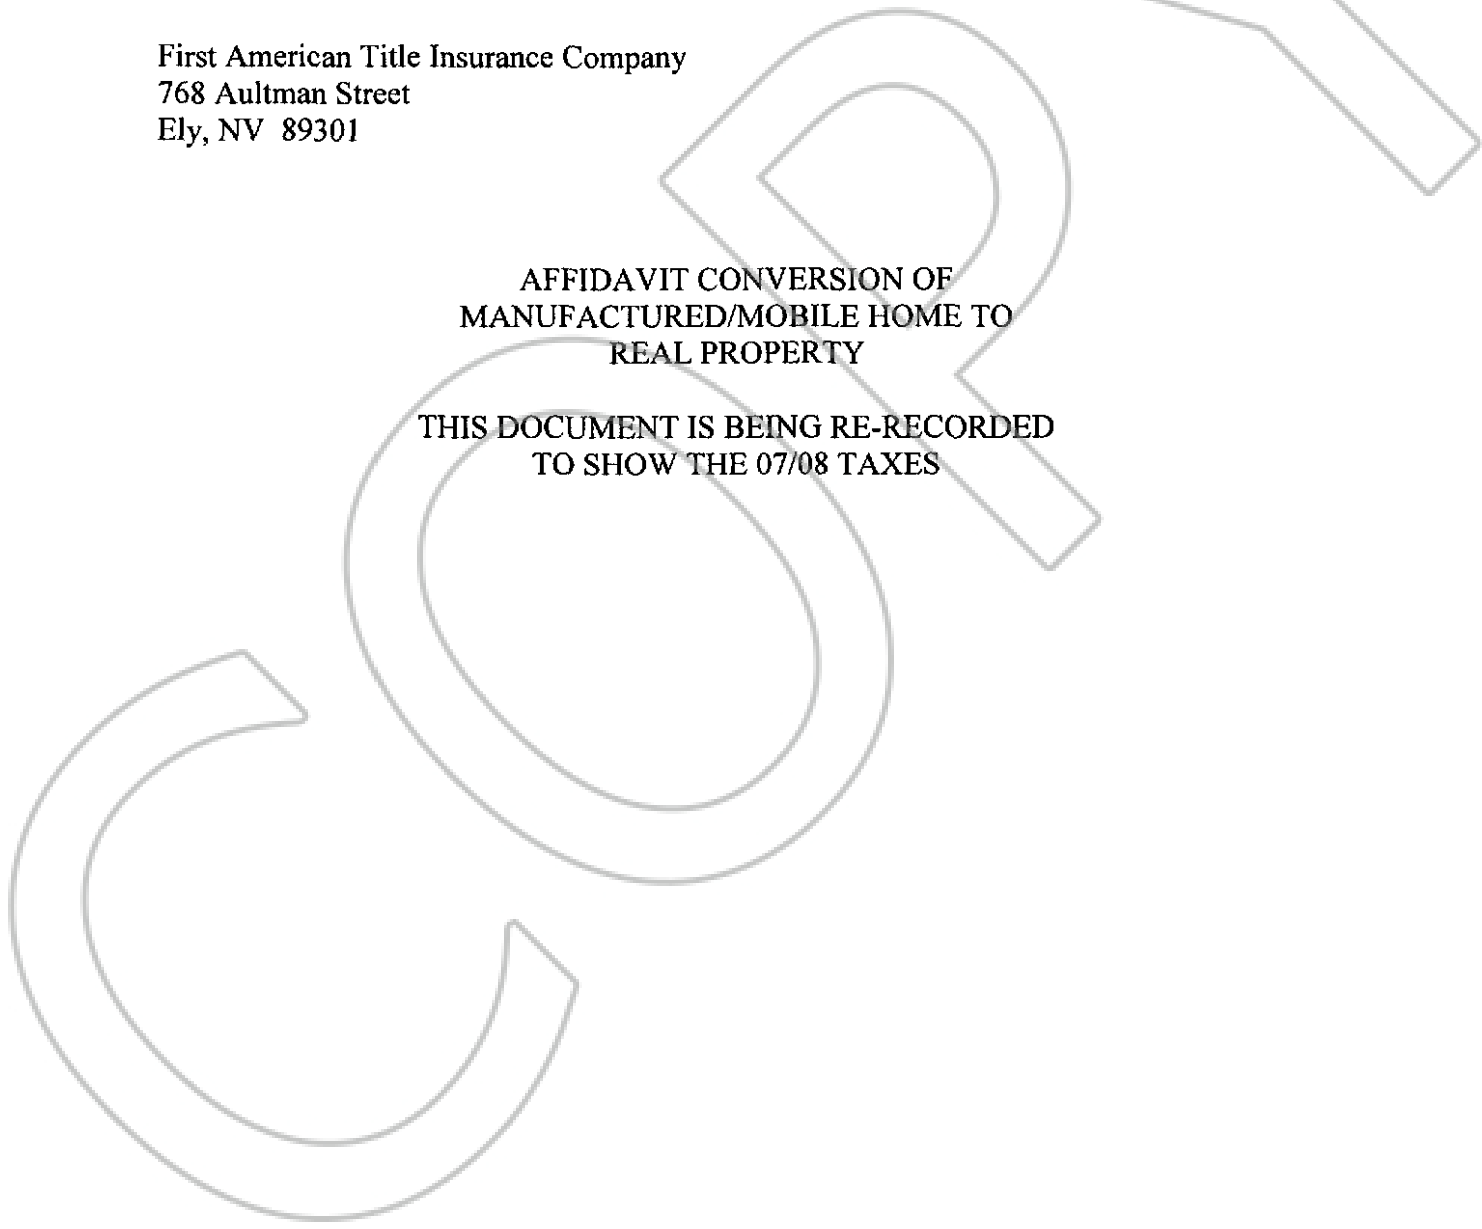 First American Title Insurance Company
768 Aultman Street
Ely, NV 89301
AFFIDAVIT CONVERSION OF
MANUFACTURED/MOBILE HOME TO
REAL PROPERTY
THIS DOCUMENT IS BEING RE-RECORDED
TO SHOW THE 07/08 TAXES
COPY